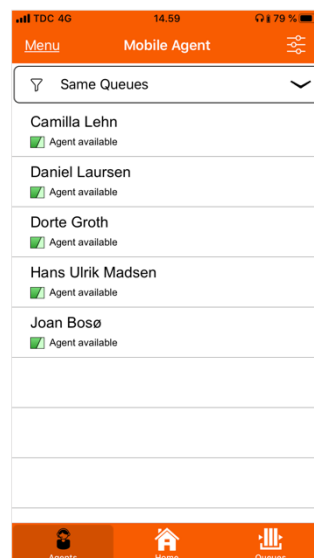 TDC 4G 14.59 79 %
Menu Mobile Agent
Same Queues
Camilla Lehn
Agent available
Daniel Laursen
Agent available
Dorte Groth
Agent available
Hans Ulrik Madsen
Agent available
Joan Bosø
Agent available
Agents Home Queues